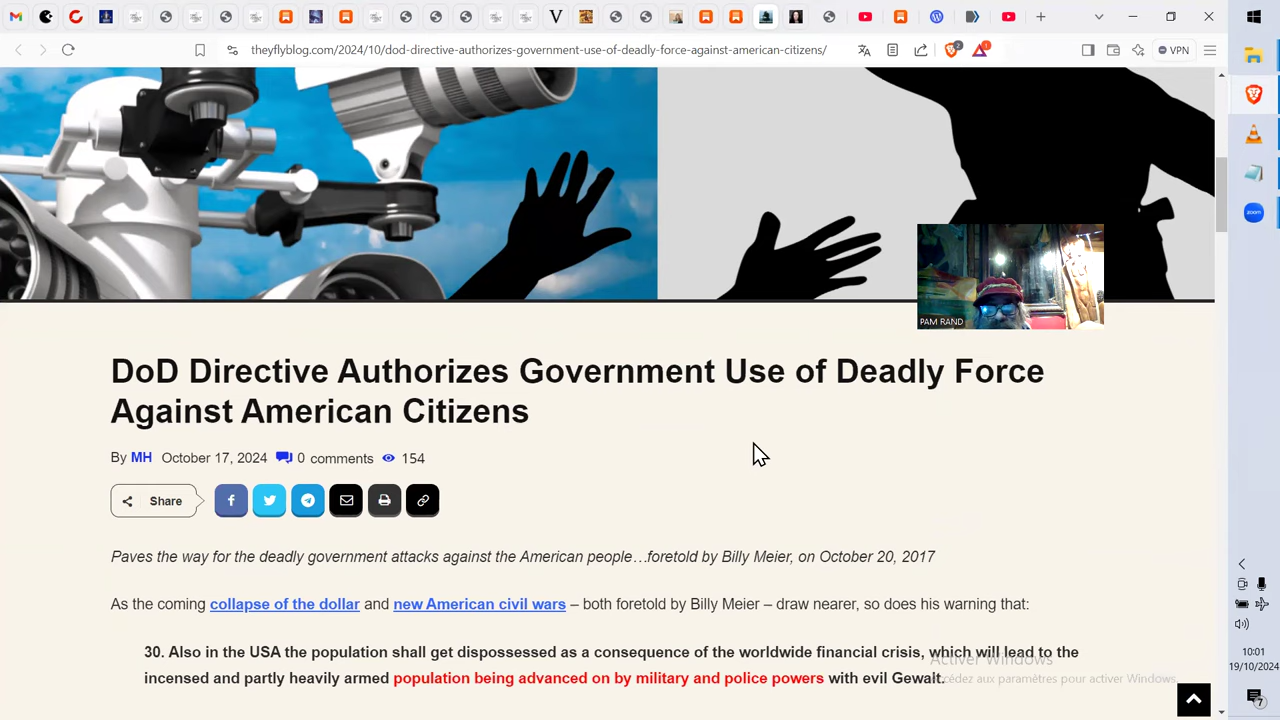 theyflyblog.com/2024/10/dod-directive-authorizes-government-use-of-deadly-force-against-american-citizens/
2
1
VPN
zoom
PAM RAND
DoD Directive Authorizes Government Use of Deadly Force
Against American Citizens
By MH October 17, 2024 0 comments 154
Share
Paves the way for the deadly government attacks against the American people…foretold by Billy Meier, on October 20, 2017
As the coming collapse of the dollar and new American civil wars – both foretold by Billy Meier – draw nearer, so does his warning that:
30. Also in the USA the population shall get dispossessed as a consequence of the worldwide financial crisis, which will lead to the
incensed and partly heavily armed population being advanced on by military and police powers with evil Gewalt.
Activer Windows
Accédez aux paramètres pour activer Windows.
10:01
19/10/2024
7